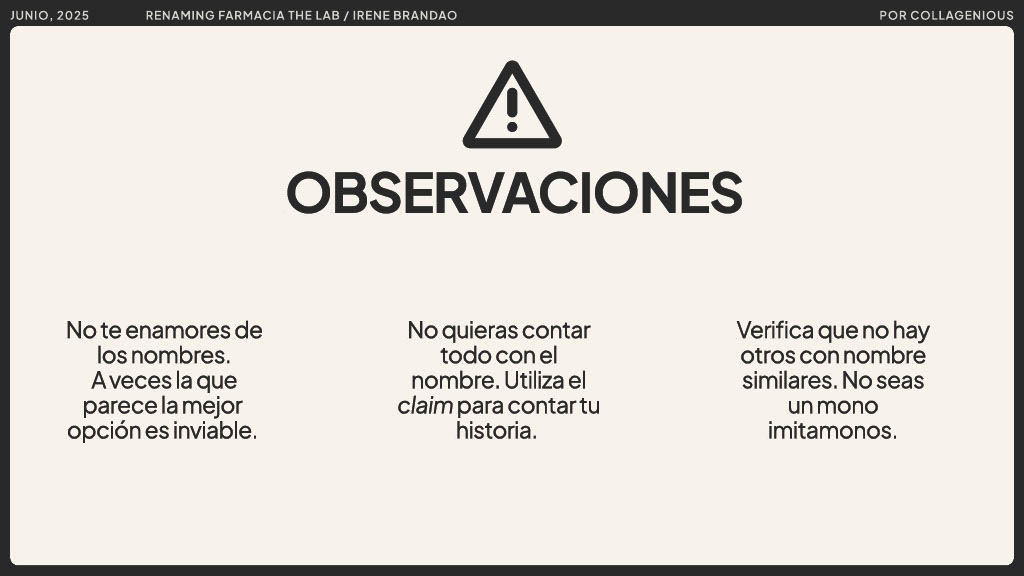 JUNIO, 2025
RENAMING FARMACIA THE LAB / IRENE BRANDAO
POR COLLAGENIOUS
OBSERVACIONES
No te enamores de
los nombres.
A veces la que
parece la mejor
opción es inviable.
No quieras contar
todo con el
nombre. Utiliza el
claim para contar tu
historia.
Verifica que no hay
otros con nombre
similares. No seas
un mono
imitamonos.